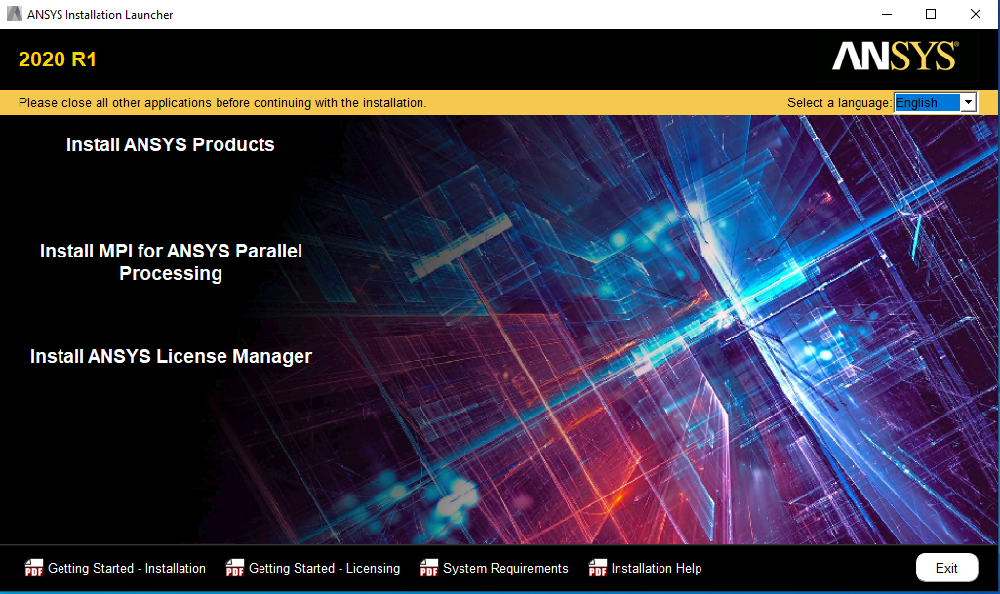 ANSYS Installation Launcher
2020 R1
ANSYS®
Please close all other applications before continuing with the installation.
Select a language: English
Install ANSYS Products
Install MPI for ANSYS Parallel
Processing
Install ANSYS License Manager
PDF Getting Started - Installation PDF Getting Started - Licensing PDF System Requirements PDF Installation Help Exit